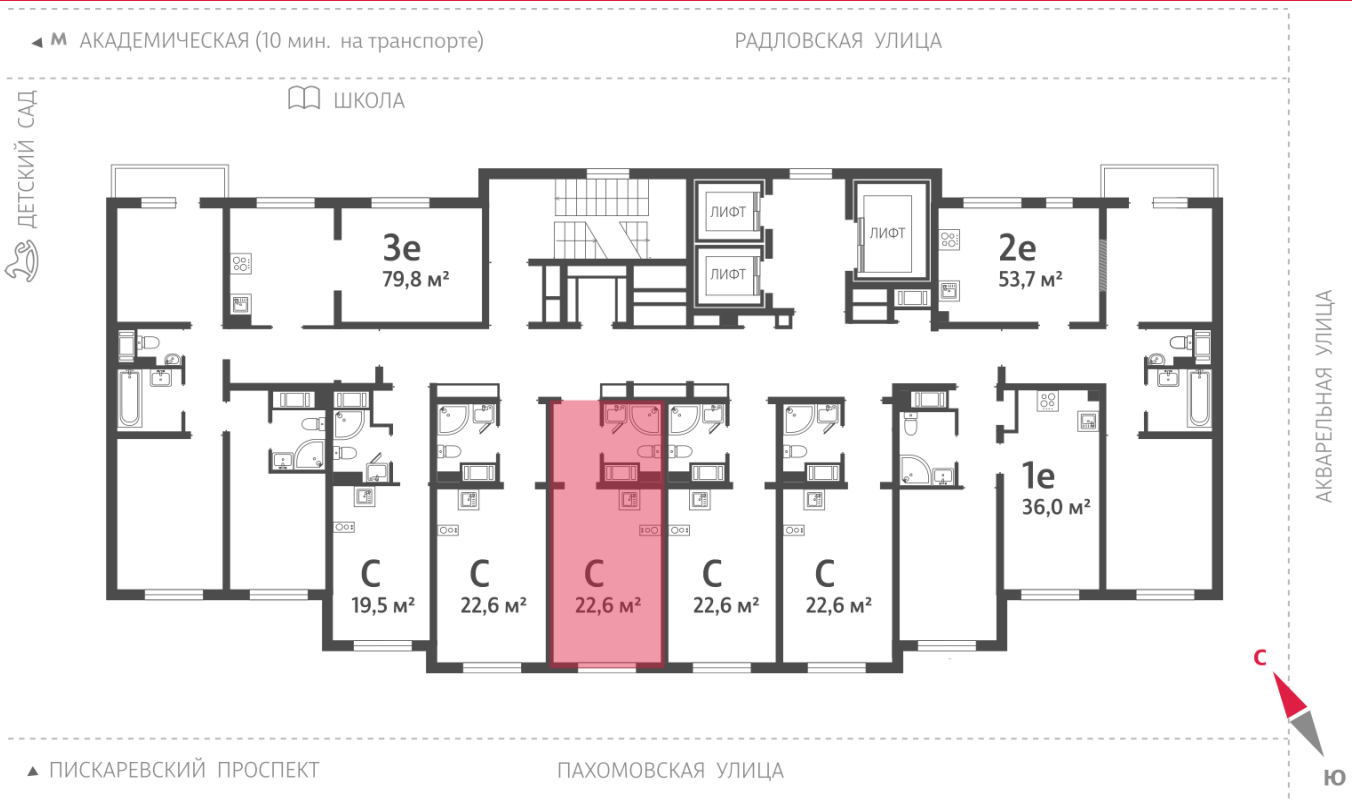 М АКАДЕМИЧЕСКАЯ (10 мин. на транспорте)
РАДЛОВСКАЯ УЛИЦА
ДЕТСКИЙ САД
ШКОЛА
ЛИФТ
ЛИФТ
ЛИФТ
3е
79,8 м²
2е
53,7 м²
АКВАРЕЛЬНАЯ УЛИЦА
1е
36,0 м²
С
19,5 м²
С
22,6 м²
С
22,6 м²
С
22,6 м²
С
22,6 м²
С
Ю
ПИСКАРЕВСКИЙ ПРОСПЕКТ
ПАХОМОВСКАЯ УЛИЦА